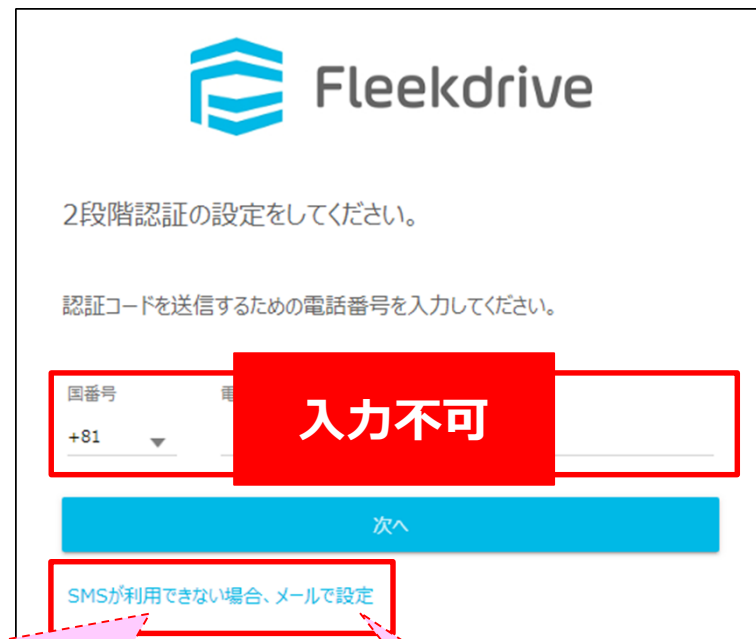 Fleekdrive
2段階認証の設定をしてください。
認証コードを送信するための電話番号を入力してください。
国番号
+81
入力不可
次へ
SMSが利用できない場合、メールで設定